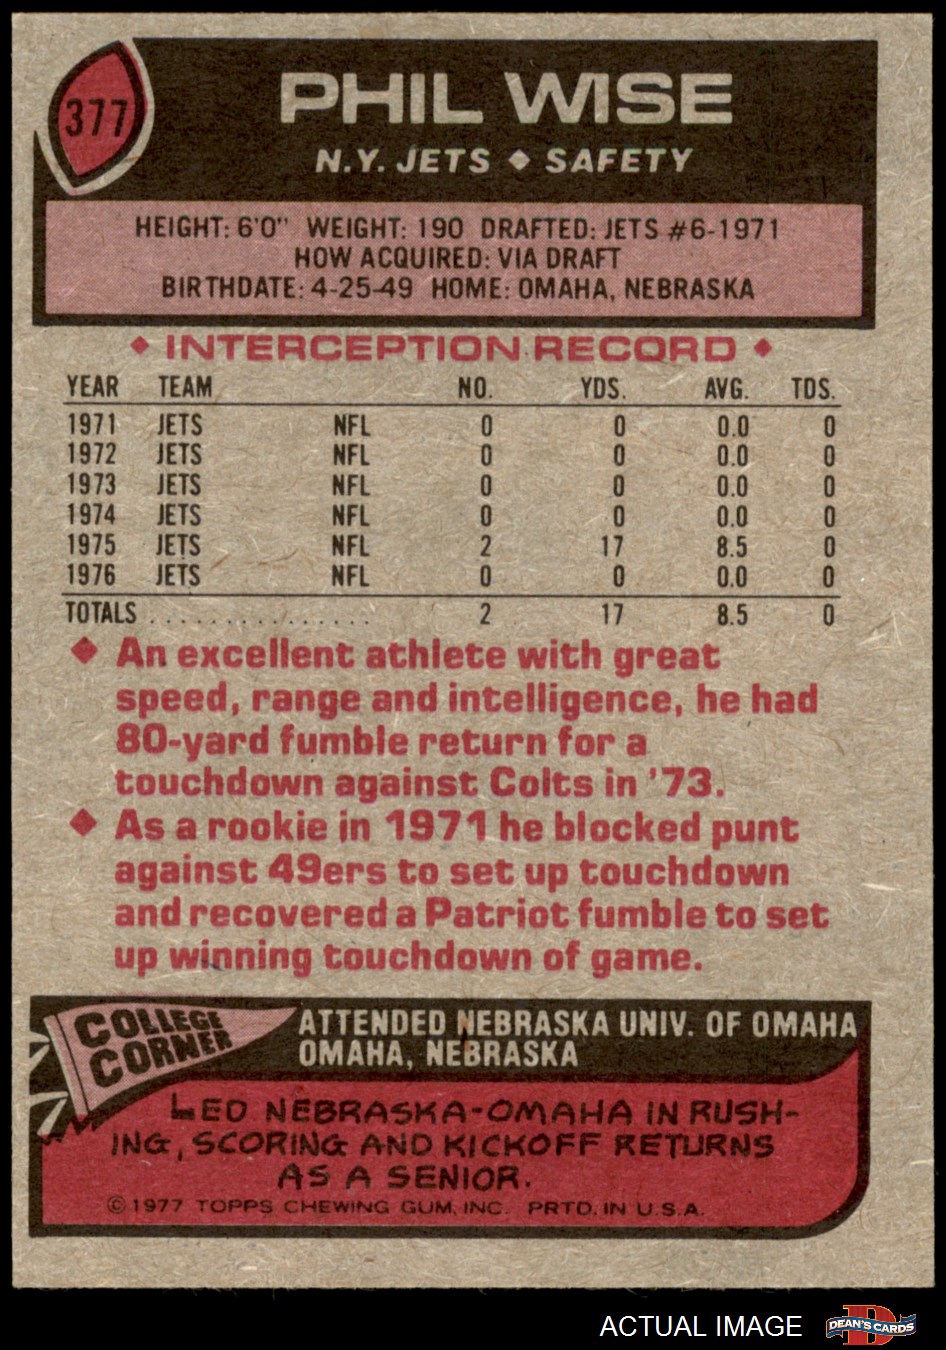 377
PHIL WISE
N.Y. JETS ◆ SAFETY
HEIGHT: 6'0" WEIGHT: 190 DRAFTED: JETS #6-1971
HOW ACQUIRED: VIA DRAFT
BIRTHDATE: 4-25-49 HOME: OMAHA, NEBRASKA
◆ INTERCEPTION RECORD ◆
YEAR TEAM NO. YDS. AVG. TDS.
1971 JETS NFL 0 0 0.0 0
1972 JETS NFL 0 0 0.0 0
1973 JETS NFL 0 0 0.0 0
1974 JETS NFL 0 0 0.0 0
1975 JETS NFL 2 17 8.5 0
1976 JETS NFL 0 0 0.0 0
TOTALS . . . . . . . . . . . . . . . 2 17 8.5 0
◆ An excellent athlete with great
speed, range and intelligence, he had
80-yard fumble return for a
touchdown against Colts in '73.
◆ As a rookie in 1971 he blocked punt
against 49ers to set up touchdown
and recovered a Patriot fumble to set
up winning touchdown of game.
COLLEGE
CORNER
ATTENDED NEBRASKA UNIV. OF OMAHA
OMAHA, NEBRASKA
LED NEBRASKA-OMAHA IN RUSH-
ING, SCORING AND KICKOFF RETURNS
AS A SENIOR.
© 1977 TOPPS CHEWING GUM, INC. PRTD. IN U.S.A.
ACTUAL IMAGE
D
DEAN'S CARDS